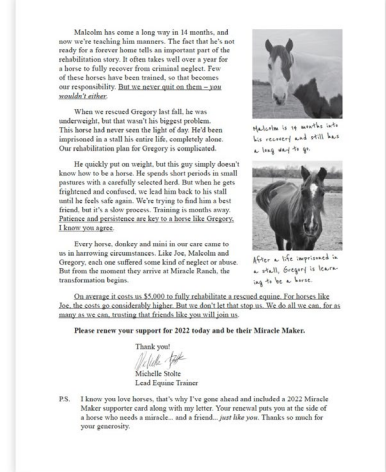 Malcolm has come a long way in 14 months, and
now we're teaching him manners. The fact that he's not
ready for a forever home tells an important part of the
rehabilitation story. It often takes well over a year for
a horse to fully recover from criminal neglect. Few
of these horses have been trained, so that becomes
our responsibility. But we never quit on them – you
wouldn't either.
Malcolm is 14 months into
his recovery and still has
a long way to go.
When we rescued Gregory last fall, he was
underweight, but that wasn't his biggest problem.
This horse had never seen the light of day. He'd been
imprisoned in a stall his entire life, completely alone.
Our rehabilitation plan for Gregory is complicated.
He quickly put on weight, but this guy simply doesn't
know how to be a horse. He spends short periods in small
pastures with a carefully selected herd. But when he gets
frightened and confused, we lead him back to his stall
until he feels safe again. We're trying to find him a best
friend, but it's a slow process. Training is months away.
Patience and persistence are key to a horse like Gregory,
I know you agree.
After a life imprisoned in
a stall, Gregory is learn-
ing to be a horse.
Every horse, donkey and mini in our care came to
us in harrowing circumstances. Like Joe, Malcolm and
Gregory, each one suffered some kind of neglect or abuse.
But from the moment they arrive at Miracle Ranch, the
transformation begins.
On average it costs us $5,000 to fully rehabilitate a rescued equine. For horses like
Joe, the costs go considerably higher. But we don't let that stop us. We do all we can, for as
many as we can, trusting that friends like you will join us.
Please renew your support for 2022 today and be their Miracle Maker.
Thank you!
Michelle Stolte
Michelle Stolte
Lead Equine Trainer
P.S. I know you love horses, that's why I've gone ahead and included a 2022 Miracle
Maker supporter card along with my letter. Your renewal puts you at the side of
a horse who needs a miracle... and a friend... just like you. Thanks so much for
your generosity.